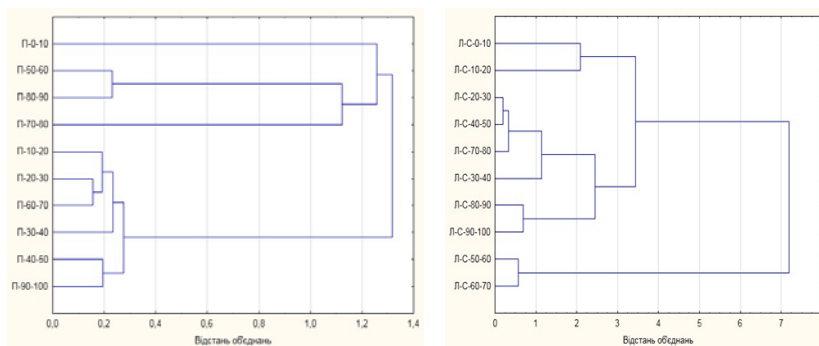 П-0-10
П-50-60
П-80-90
П-70-80
П-10-20
П-20-30
П-60-70
П-30-40
П-40-50
П-90-100
0,0 0,2 0,4 0,6 0,8 1,0 1,2 1,4
Відстань об'єднань
Л-С-0-10
Л-С-10-20
Л-С-20-30
Л-С-40-50
Л-С-70-80
Л-С-30-40
Л-С-80-90
Л-С-90-100
Л-С-50-60
Л-С-60-70
0 1 2 3 4 5 6 7
Відстань об'єднань